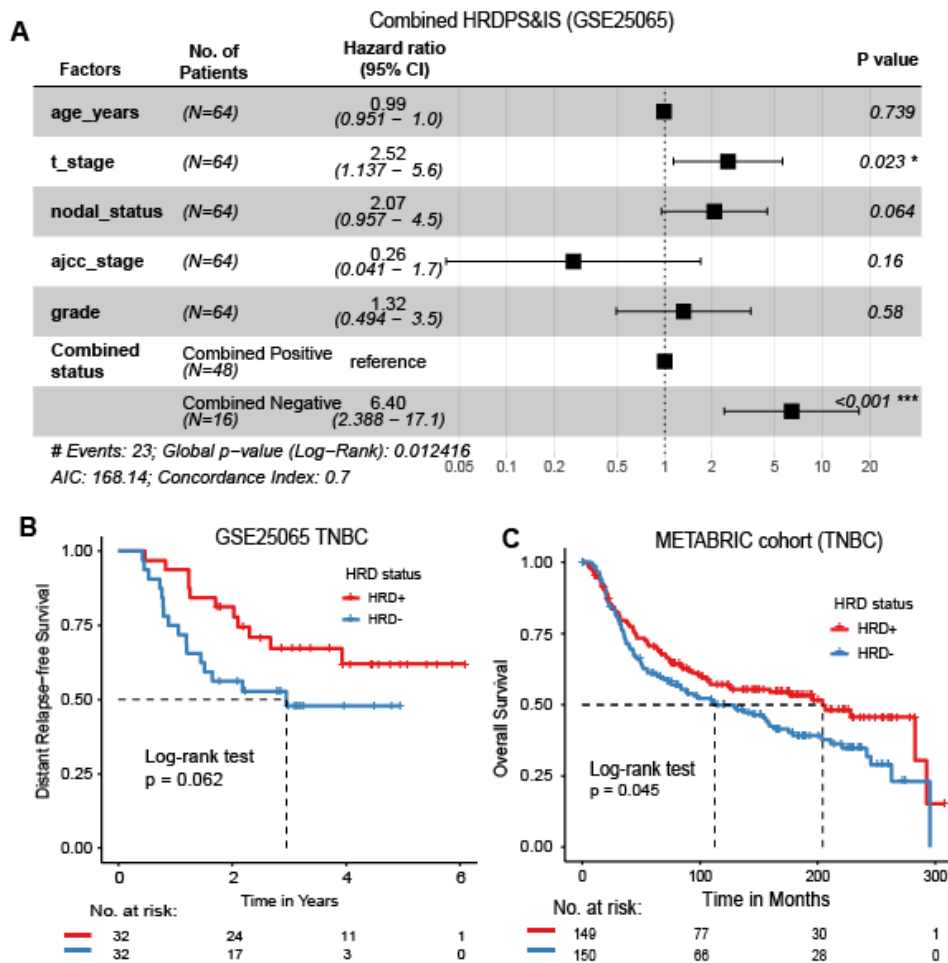 A
Combined HRDPS&IS (GSE25065)
Factors
No. of
Patients
Hazard ratio
(95% CI)
P value
age_years
(N=64)
0.99
(0.951 − 1.0)
0.739
t_stage
(N=64)
2.52
(1.137 − 5.6)
0.023 *
nodal_status
(N=64)
2.07
(0.957 − 4.5)
0.064
ajcc_stage
(N=64)
0.26
(0.041 − 1.7)
0.16
grade
(N=64)
1.32
(0.494 − 3.5)
0.58
Combined
status
Combined Positive
(N=48)
reference
Combined Negative
(N=16)
6.40
(2.388 − 17.1)
<0.001 ***
# Events: 23; Global p−value (Log−Rank): 0.012416
AIC: 168.14; Concordance Index: 0.7
0.05 0.1 0.2 0.5 1 2 5 10 20
B
GSE25065 TNBC
HRD status
HRD+
HRD-
Distant Relapse-free Survival
1.00
0.75
0.50
0.25
0.00
Log-rank test
p = 0.062
0 2 4 6
Time in Years
No. at risk:
32 24 11 1
32 17 3 0
C
METABRIC cohort (TNBC)
HRD status
HRD+
HRD-
Overall Survival
1.00
0.75
0.50
0.25
0.00
Log-rank test
p = 0.045
0 100 200 300
Time in Months
No. at risk:
149 77 30 1
150 66 28 0